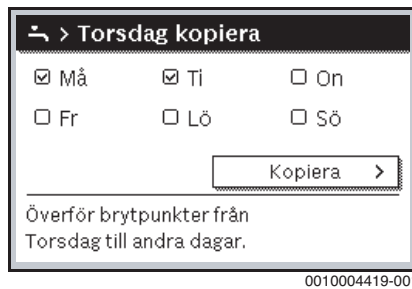 > Torsdag kopiera
Må Ti On
Fr Lö Sö
Kopiera >
Överför brytpunkter från
Torsdag till andra dagar.
0010004419-00